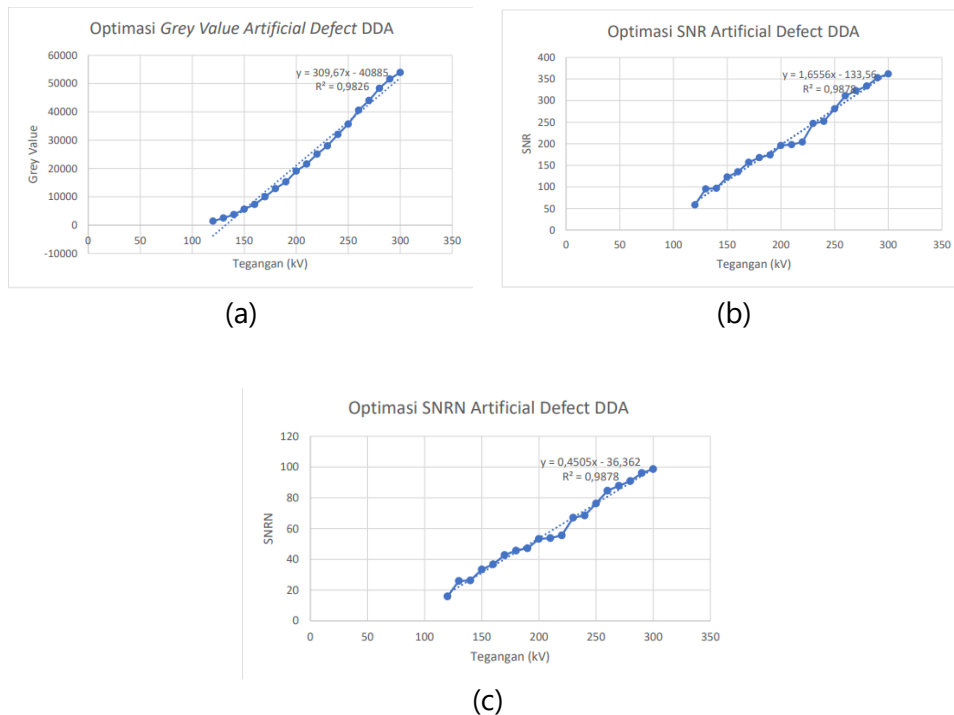 Optimasi Grey Value Artificial Defect DDA
60000
50000
40000
30000
20000
10000
0
-10000
Grey Value
y = 309,67x - 40885
R² = 0,9826
0 50 100 150 200 250 300 350
Tegangan (kV)
(a)
Optimasi SNR Artificial Defect DDA
SNR
400
350
300
250
200
150
100
50
0
y = 1,6556x - 133,56
R² = 0,9878
0 50 100 150 200 250 300 350
Tegangan (kV)
(b)
Optimasi SNRN Artificial Defect DDA
120
100
80
60
40
20
0
SNRN
y = 0,4505x - 36,362
R² = 0,9878
0 50 100 150 200 250 300 350
Tegangan (kV)
(c)